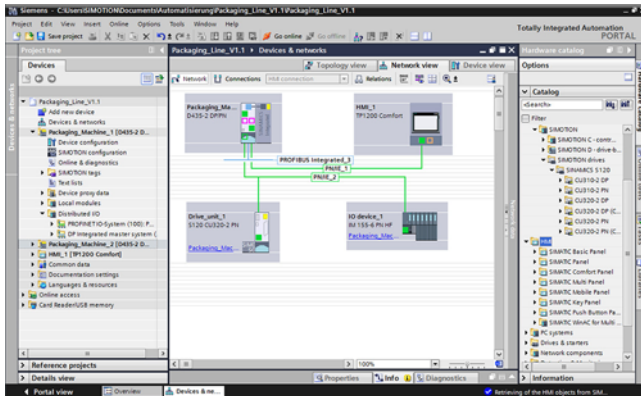 Siemens - C:\Users\SIMOTION\Documents\Automatisierung\Packaging_Line_V1.1\Packaging_Line_V1.1
Project Edit View Insert Online Options Tools Window Help
Totally Integrated Automation
PORTAL
Save project
Go online
Go offline
Project tree
Packaging_Line_V1.1 › Devices & networks
Hardware catalog
Devices
Topology view
Network view
Device view
Options
Network
Connections
HMI connection
Relations
Catalog
<Search>
Filter
Packaging_Line_V1.1
Add new device
Devices & networks
Packaging_Machine_1 [D435-2 D...
Device configuration
SIMOTION configuration
Online & diagnostics
SIMOTION tags
Text lists
Device proxy data
Local modules
Distributed I/O
PROFINET IO-System (100): P...
DP Integrated master system (
Packaging_Machine_2 [D435-2 D...
HMI_1 [TP1200 Comfort]
Common data
Documentation settings
Languages & resources
Online access
Card Reader/USB memory
Reference projects
Details view
Packaging_Ma...
D435-2 DP/PN
HMI_1
TP1200 Comfort
PROFIBUS Integrated_3
PN/IE_1
PN/IE_2
Drive_unit_1
S120 CU320-2 PN
Packaging_Mac...
IO device_1
IM 155-6 PN HF
Packaging_Mac...
100%
Properties
Info
Diagnostics
SIMOTION
SIMOTION C - contr...
SIMOTION D - drive-b...
SIMOTION drives
SINAMICS S120
CU310-2 DP
CU310-2 PN
CU320-2 DP
CU320-2 DP (C...
CU320-2 PN
CU320-2 PN (C...
HMI
SIMATIC Basic Panel
SIMATIC Panel
SIMATIC Comfort Panel
SIMATIC Multi Panel
SIMATIC Mobile Panel
SIMATIC Key Panel
SIMATIC Push Button Pa...
SIMATIC WinAC for Multi ...
PC systems
Drives & starters
Network components
Information
Portal view
Overview
Devices & ne...
Retrieving of the HMI objects from SIM...